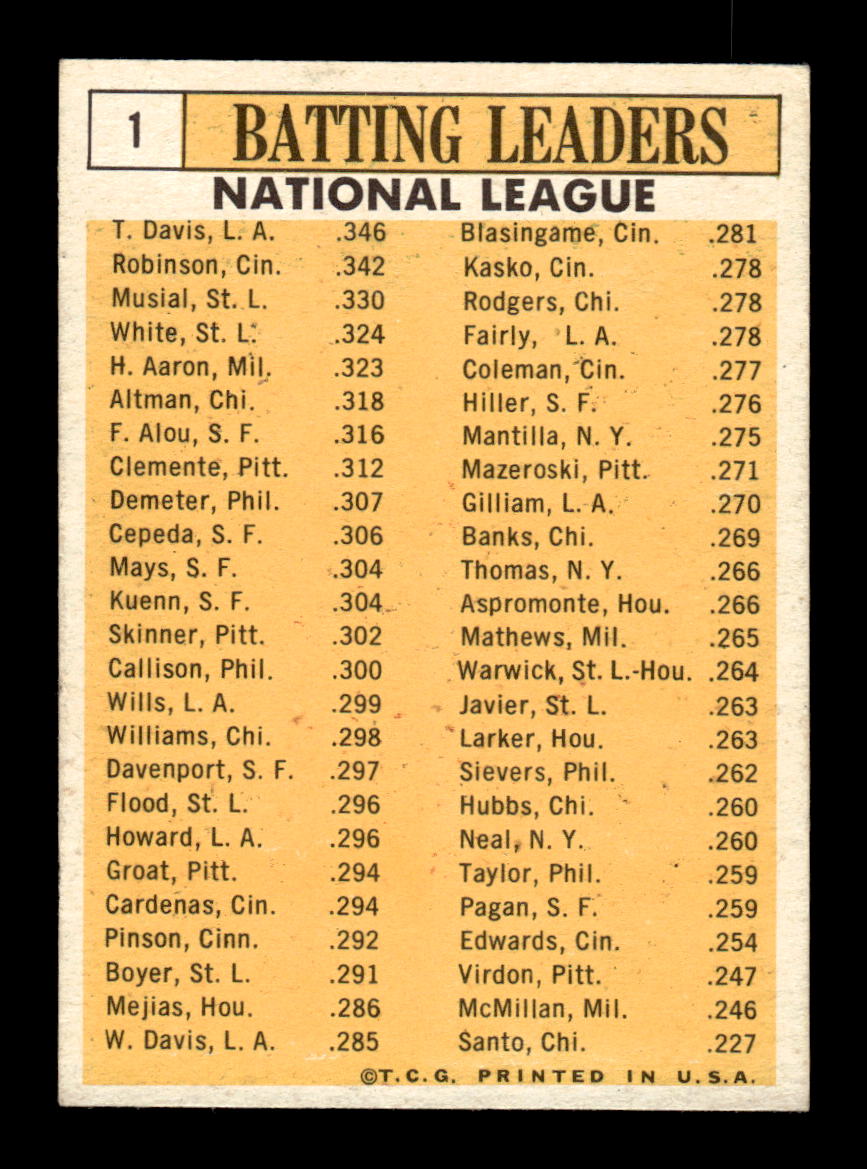 1 BATTING LEADERS
NATIONAL LEAGUE
T. Davis, L. A. .346
Robinson, Cin. .342
Musial, St. L. .330
White, St. L. .324
H. Aaron, Mil. .323
Altman, Chi. .318
F. Alou, S. F. .316
Clemente, Pitt. .312
Demeter, Phil. .307
Cepeda, S. F. .306
Mays, S. F. .304
Kuenn, S. F. .304
Skinner, Pitt. .302
Callison, Phil. .300
Wills, L. A. .299
Williams, Chi. .298
Davenport, S. F. .297
Flood, St. L. .296
Howard, L. A. .296
Groat, Pitt. .294
Cardenas, Cin. .294
Pinson, Cinn. .292
Boyer, St. L. .291
Mejias, Hou. .286
W. Davis, L. A. .285
Blasingame, Cin. .281
Kasko, Cin. .278
Rodgers, Chi. .278
Fairly, L. A. .278
Coleman, Cin. .277
Hiller, S. F. .276
Mantilla, N. Y. .275
Mazeroski, Pitt. .271
Gilliam, L. A. .270
Banks, Chi. .269
Thomas, N. Y. .266
Aspromonte, Hou. .266
Mathews, Mil. .265
Warwick, St. L.-Hou. .264
Javier, St. L. .263
Larker, Hou. .263
Sievers, Phil. .262
Hubbs, Chi. .260
Neal, N. Y. .260
Taylor, Phil. .259
Pagan, S. F. .259
Edwards, Cin. .254
Virdon, Pitt. .247
McMillan, Mil. .246
Santo, Chi. .227
©T.C.G. PRINTED IN U.S.A.